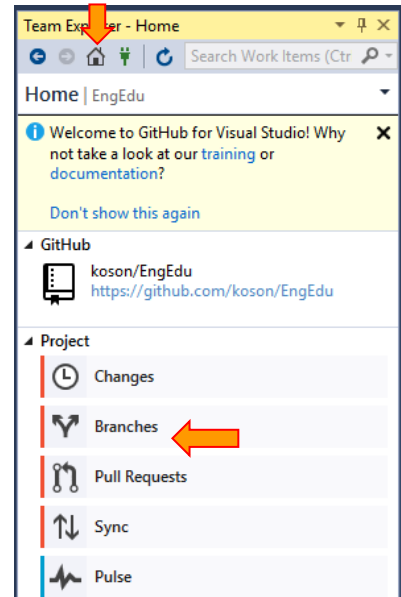 Team Explorer - Home
Search Work Items (Ctr
Home | EngEdu
Welcome to GitHub for Visual Studio! Why
not take a look at our training or
documentation?
Don't show this again
GitHub
koson/EngEdu
https://github.com/koson/EngEdu
Project
Changes
Branches
Pull Requests
Sync
Pulse